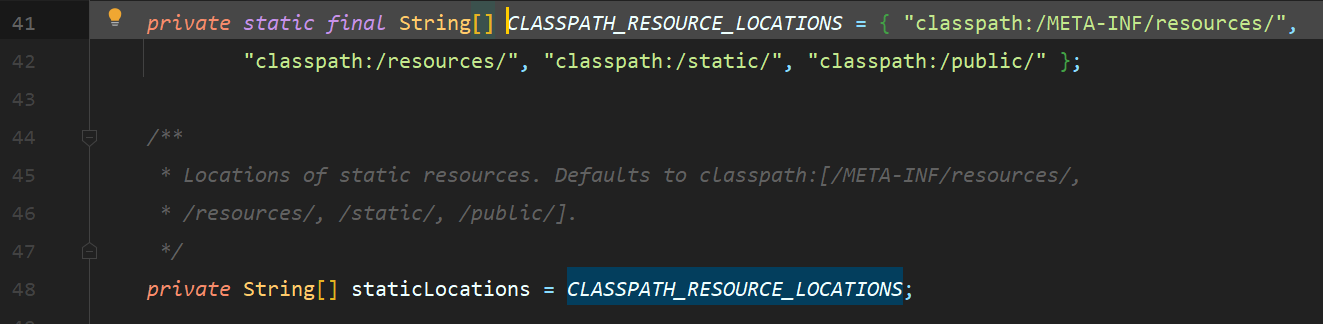 41 private static final String[] CLASSPATH_RESOURCE_LOCATIONS = { "classpath:/META-INF/resources/",
42 "classpath:/resources/", "classpath:/static/", "classpath:/public/" };
43
44 /**
45 * Locations of static resources. Defaults to classpath:[/META-INF/resources/,
46 * /resources/, /static/, /public/].
47 */
48 private String[] staticLocations = CLASSPATH_RESOURCE_LOCATIONS;